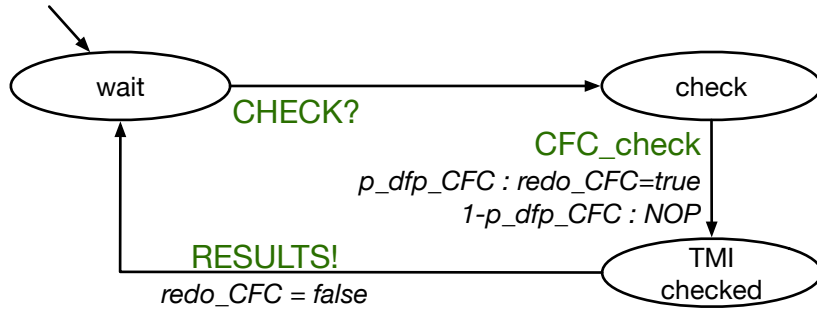 wait
check
CHECK?
CFC_check
p_dfp_CFC : redo_CFC=true
1-p_dfp_CFC : NOP
RESULTS!
redo_CFC = false
TMI
checked